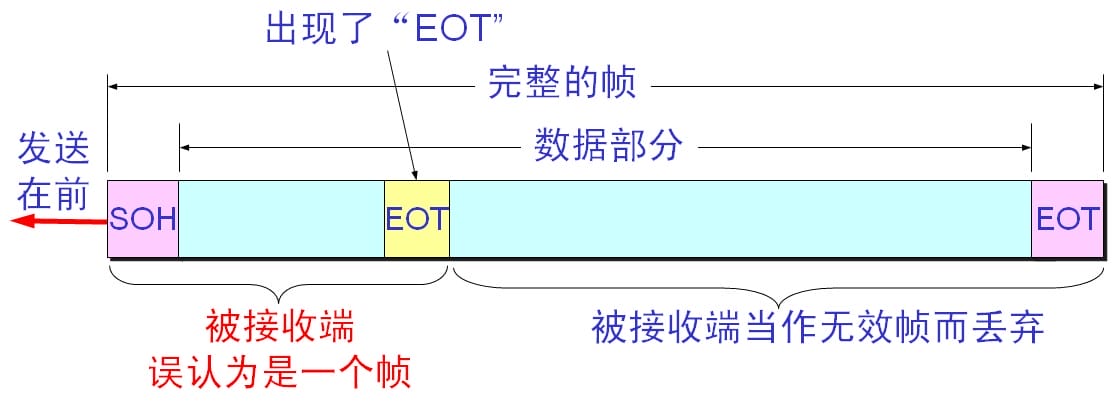 出现了“EOT”
完整的帧
数据部分
发送
在前
SOH
EOT
EOT
被接收端
误认为是一个帧
被接收端当作无效帧而丢弃